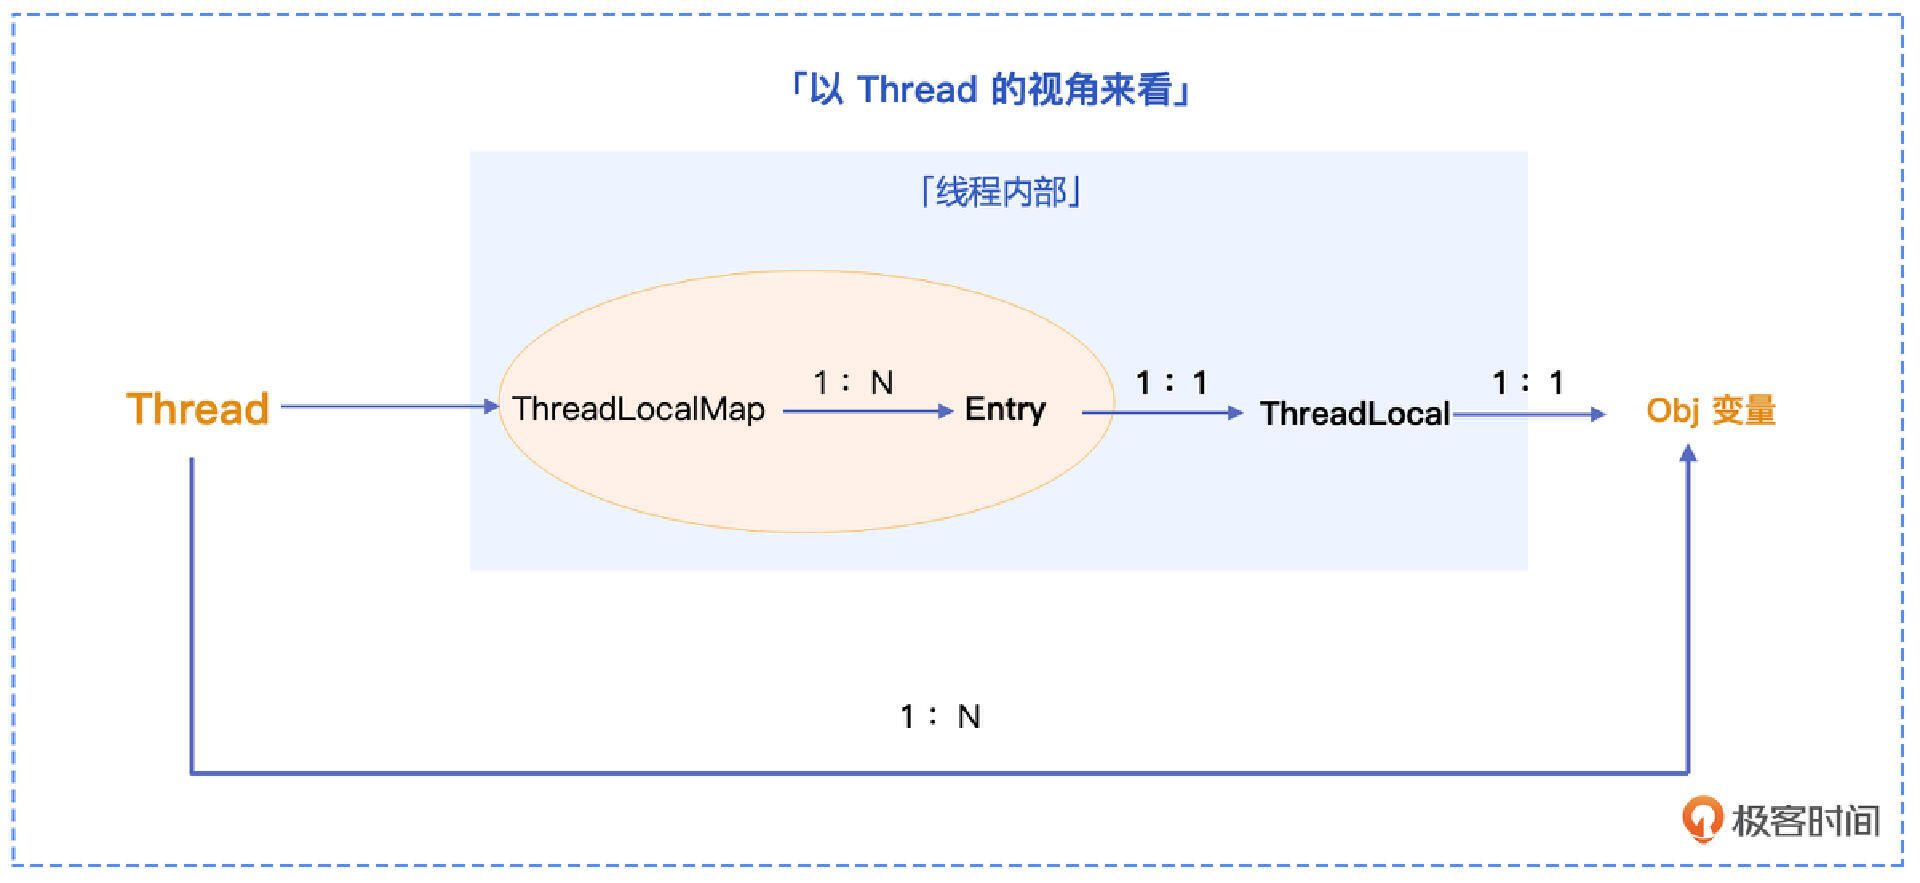 「以 Thread 的视角来看」
「线程内部」
Thread
ThreadLocalMap
1： N
Entry
1： 1
ThreadLocal
1： 1
Obj 变量
1： N
极客时间